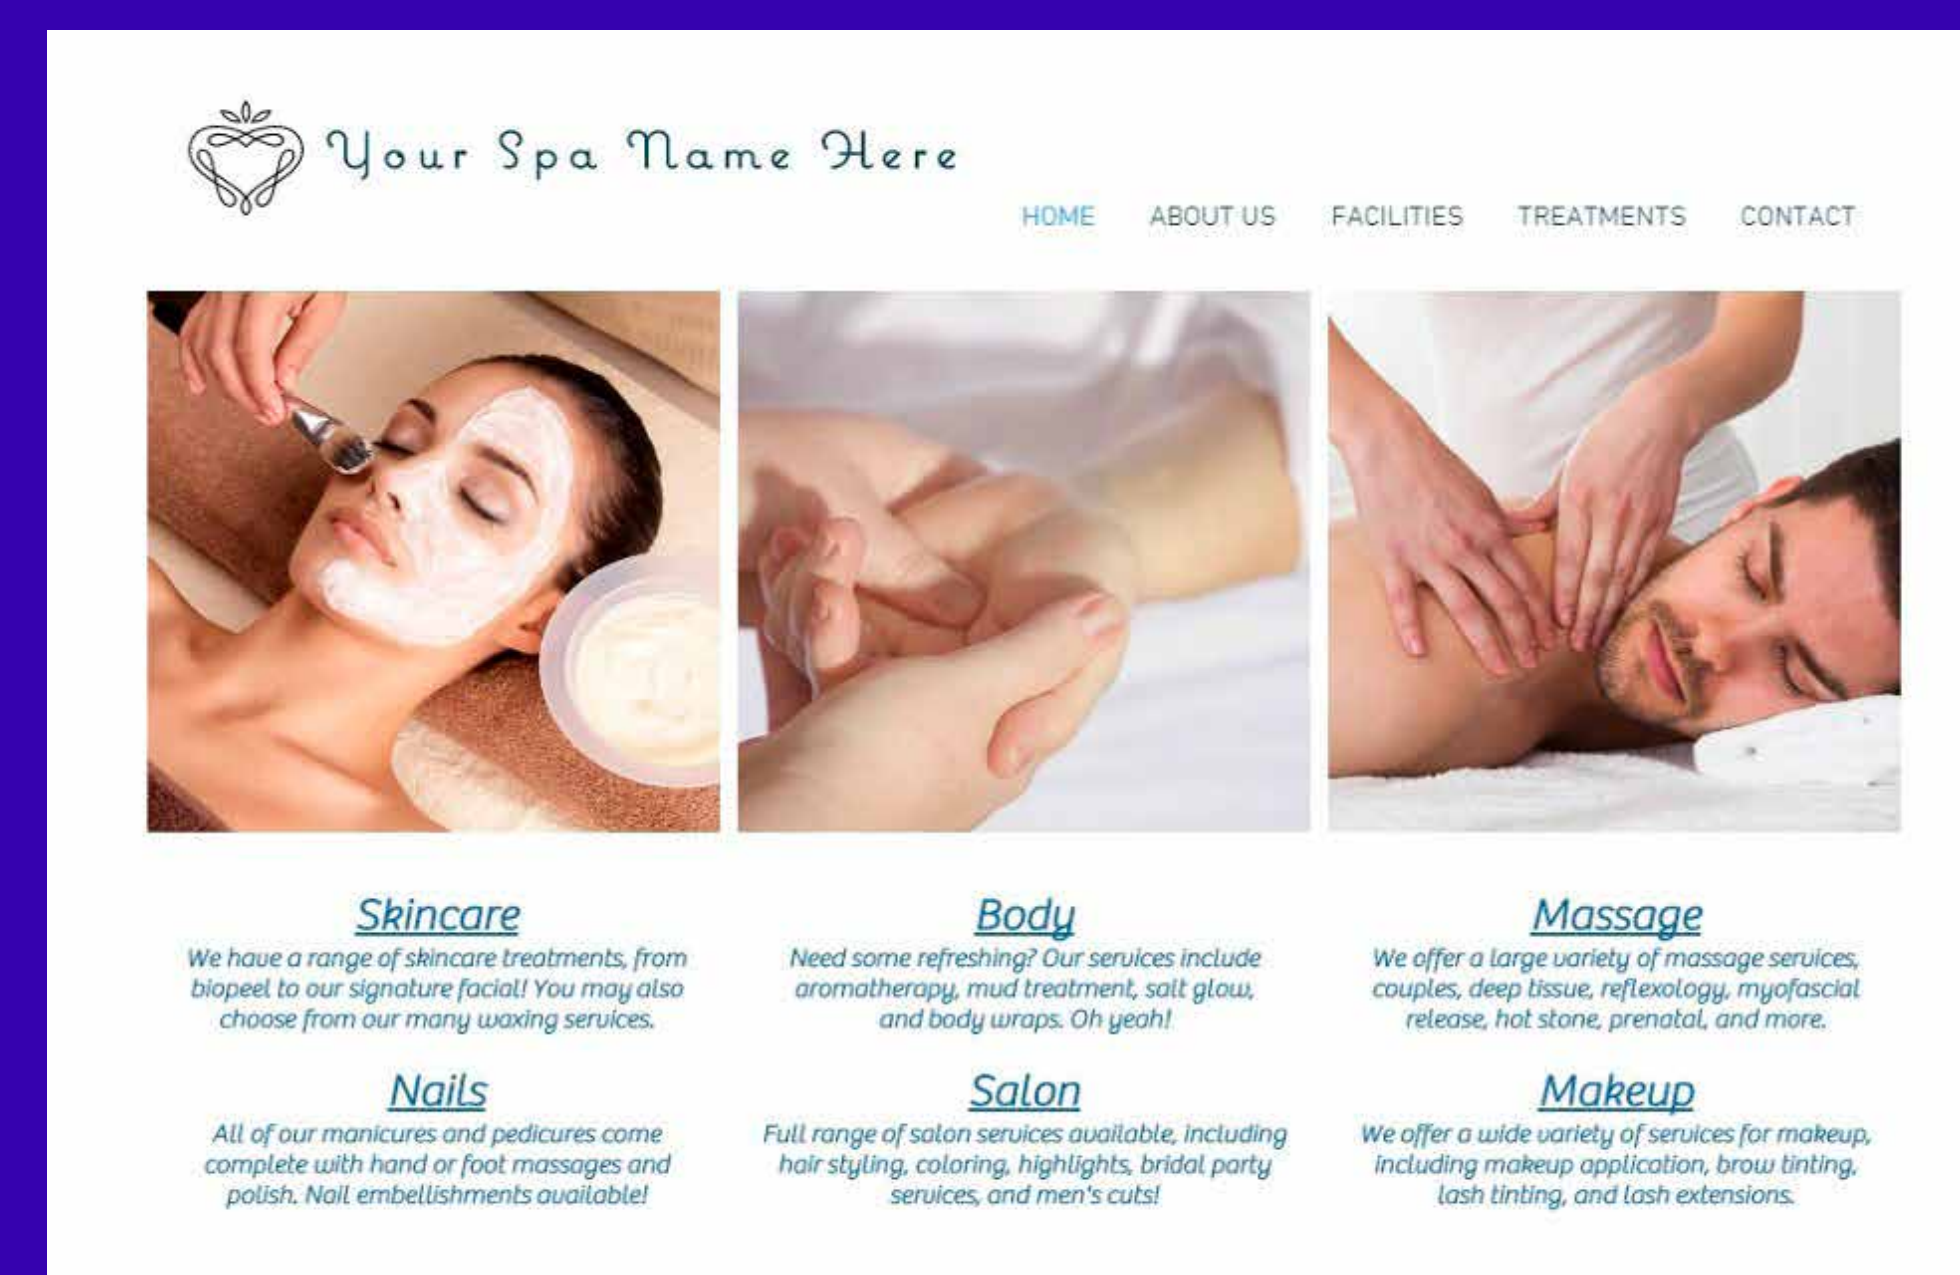 Your Spa Name Here
HOME ABOUT US FACILITIES TREATMENTS CONTACT
Skincare
We have a range of skincare treatments, from
biopeel to our signature facial! You may also
choose from our many waxing services.
Body
Need some refreshing? Our services include
aromatherapy, mud treatment, salt glow,
and body wraps. Oh yeah!
Massage
We offer a large variety of massage services,
couples, deep tissue, reflexology, myofascial
release, hot stone, prenatal, and more.
Nails
All of our manicures and pedicures come
complete with hand or foot massages and
polish. Nail embellishments available!
Salon
Full range of salon services available, including
hair styling, coloring, highlights, bridal party
services, and men's cuts!
Makeup
We offer a wide variety of services for makeup,
including makeup application, brow tinting,
lash tinting, and lash extensions.